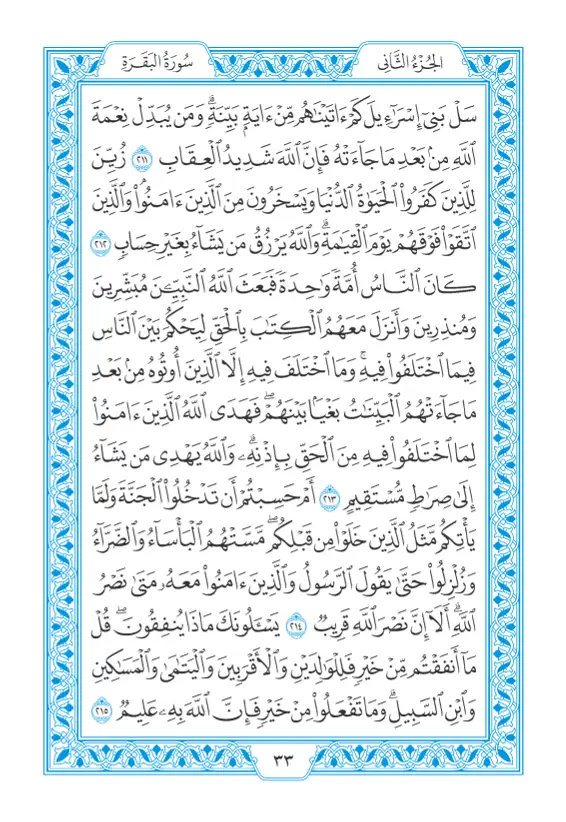 الجُزْءُ الثَّانِي
سُورَةُ البَقَرَةِ
سَلْ بَنِىٓ إِسْرَٰٓءِيلَ كَمْ ءَاتَيْنَٰهُم مِّنْ ءَايَةٍۭ بَيِّنَةٍۗ وَمَن يُبَدِّلْ نِعْمَةَ
ٱللَّهِ مِنۢ بَعْدِ مَا جَآءَتْهُ فَإِنَّ ٱللَّهَ شَدِيدُ ٱلْعِقَابِ ٢١١ زُيِّنَ
لِلَّذِينَ كَفَرُوا۟ ٱلْحَيَوٰةُ ٱلدُّنْيَا وَيَسْخَرُونَ مِنَ ٱلَّذِينَ ءَامَنُوا۟ۘ وَٱلَّذِينَ
ٱتَّقَوْا۟ فَوْقَهُمْ يَوْمَ ٱلْقِيَٰمَةِۗ وَٱللَّهُ يَرْزُقُ مَن يَشَآءُ بِغَيْرِ حِسَابٍ ٢١٢
كَانَ ٱلنَّاسُ أُمَّةً وَٰحِدَةً فَبَعَثَ ٱللَّهُ ٱلنَّبِيِّۦنَ مُبَشِّرِينَ
وَمُنذِرِينَ وَأَنزَلَ مَعَهُمُ ٱلْكِتَٰبَ بِٱلْحَقِّ لِيَحْكُمَ بَيْنَ ٱلنَّاسِ
فِيمَا ٱخْتَلَفُوا۟ فِيهِۚ وَمَا ٱخْتَلَفَ فِيهِ إِلَّا ٱلَّذِينَ أُوتُوهُ مِنۢ بَعْدِ
مَا جَآءَتْهُمُ ٱلْبَيِّنَٰتُ بَغْيًۢا بَيْنَهُمْۖ فَهَدَى ٱللَّهُ ٱلَّذِينَ ءَامَنُوا۟
لِمَا ٱخْتَلَفُوا۟ فِيهِ مِنَ ٱلْحَقِّ بِإِذْنِهِۦۗ وَٱللَّهُ يَهْدِى مَن يَشَآءُ
إِلَىٰ صِرَٰطٍ مُّسْتَقِيمٍ ٢١٣ أَمْ حَسِبْتُمْ أَن تَدْخُلُوا۟ ٱلْجَنَّةَ وَلَمَّا
يَأْتِكُم مَّثَلُ ٱلَّذِينَ خَلَوْا۟ مِن قَبْلِكُمۖ مَّسَّتْهُمُ ٱلْبَأْسَآءُ وَٱلضَّرَّآءُ
وَزُلْزِلُوا۟ حَتَّىٰ يَقُولَ ٱلرَّسُولُ وَٱلَّذِينَ ءَامَنُوا۟ مَعَهُۥ مَتَىٰ نَصْرُ
ٱللَّهِۗ أَلَآ إِنَّ نَصْرَ ٱللَّهِ قَرِيبٌ ٢١٤ يَسْـَٔلُونَكَ مَاذَا يُنفِقُونَۖ قُلْ
مَآ أَنفَقْتُم مِّنْ خَيْرٍ فَلِلْوَٰلِدَيْنِ وَٱلْأَقْرَبِينَ وَٱلْيَتَٰمَىٰ وَٱلْمَسَٰكِينِ
وَٱبْنِ ٱلسَّبِيلِۗ وَمَا تَفْعَلُوا۟ مِنْ خَيْرٍ فَإِنَّ ٱللَّهَ بِهِۦ عَلِيمٌ ٢١٥
٣٣